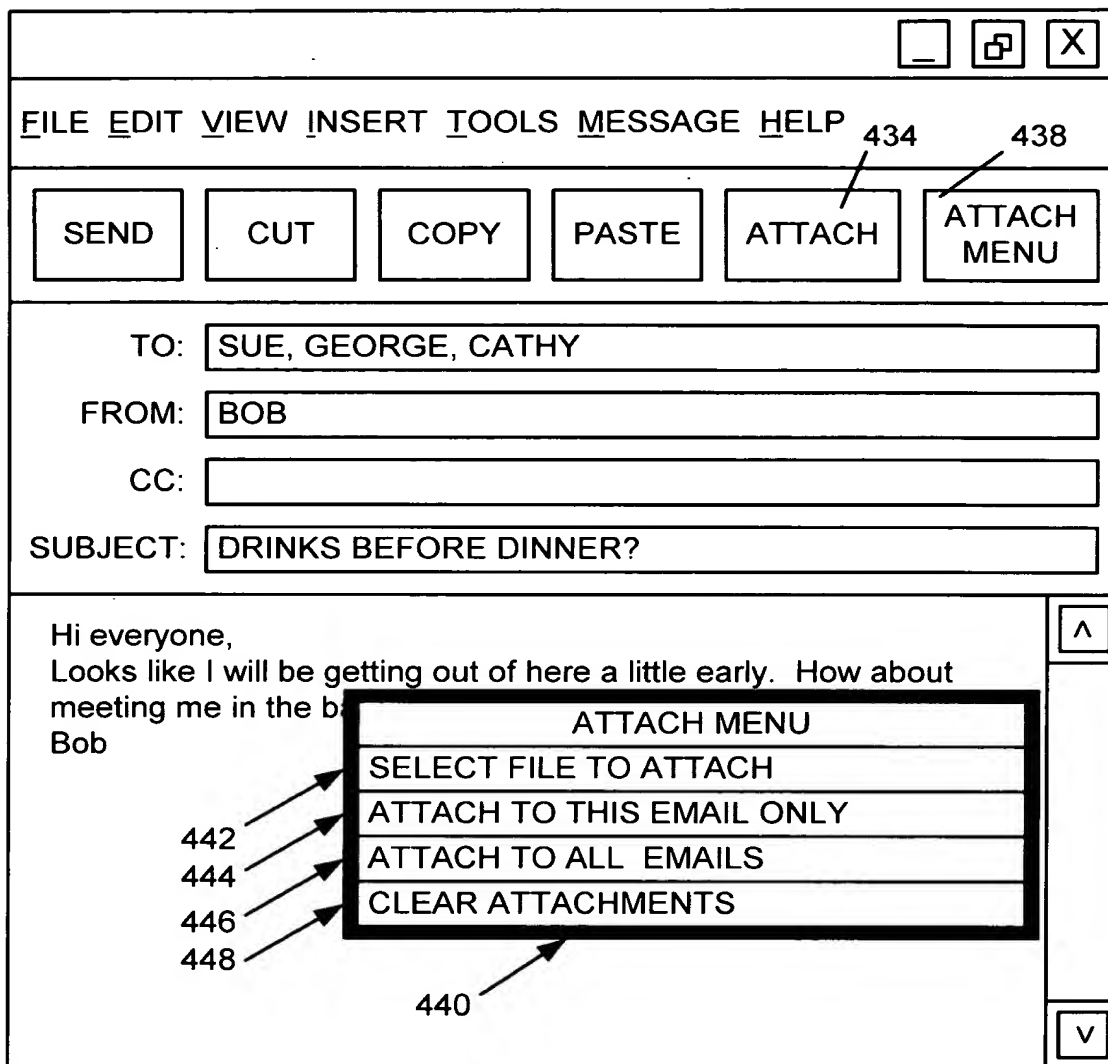 _ X
FILE EDIT VIEW INSERT TOOLS MESSAGE HELP
434 438
SEND CUT COPY PASTE ATTACH ATTACH MENU
TO: SUE, GEORGE, CATHY
FROM: BOB
CC:
SUBJECT: DRINKS BEFORE DINNER?
Hi everyone,
Looks like I will be getting out of here a little early. How about
meeting me in the
Bob
ATTACH MENU
SELECT FILE TO ATTACH
ATTACH TO THIS EMAIL ONLY
ATTACH TO ALL EMAILS
CLEAR ATTACHMENTS
442
444
446
448
440